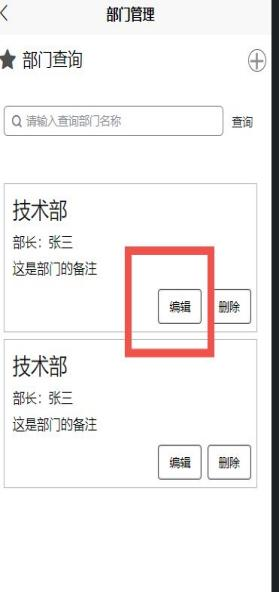 部门管理
部门查询
请输入查询部门名称 查询
技术部
部长：张三
这是部门的备注
编辑 删除
技术部
部长：张三
这是部门的备注
编辑 删除